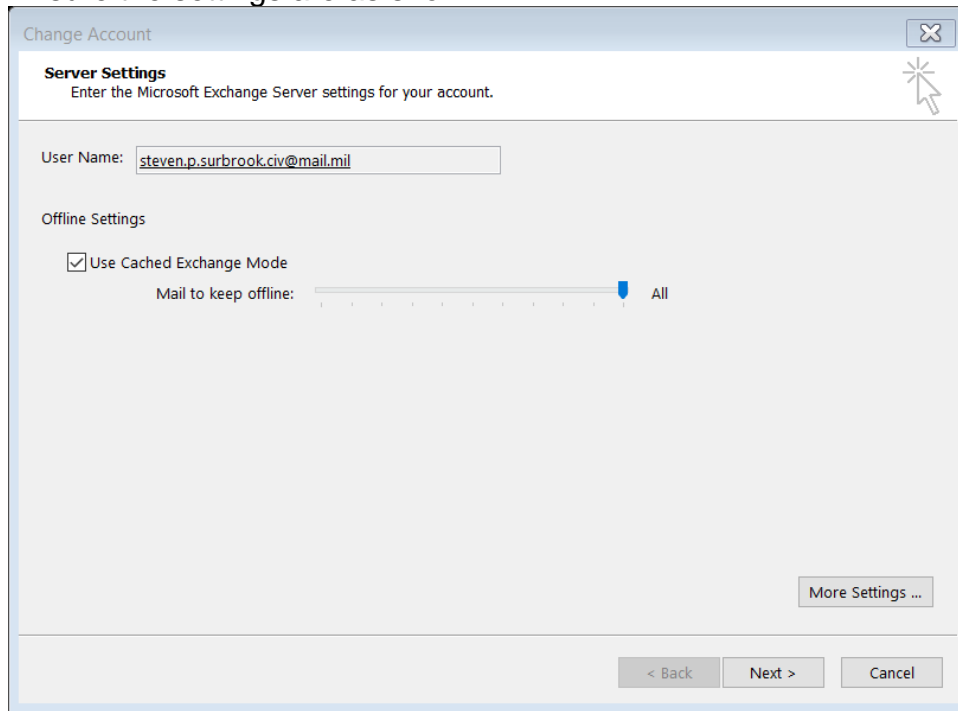 Change Account
Server Settings
Enter the Microsoft Exchange Server settings for your account.
User Name: steven.p.surbrook.civ@mail.mil
Offline Settings
Use Cached Exchange Mode
Mail to keep offline: All
More Settings ...
< Back Next > Cancel